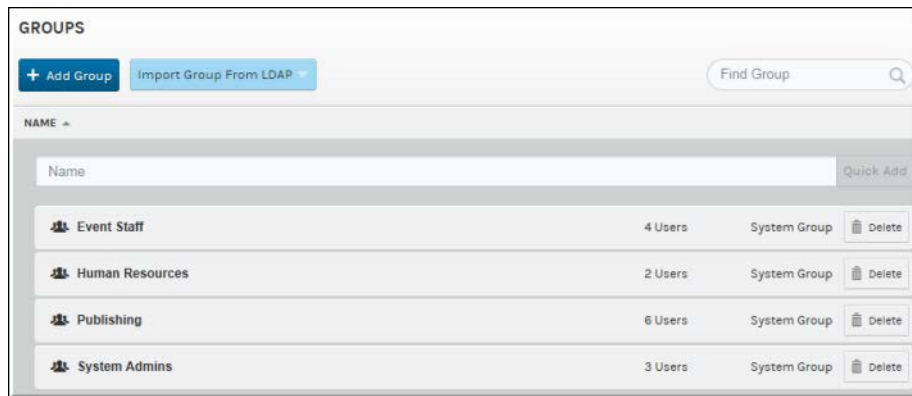 GROUPS
+ Add Group Import Group From LDAP Find Group
NAME
Name Quick Add
Event Staff 4 Users System Group Delete
Human Resources 2 Users System Group Delete
Publishing 6 Users System Group Delete
System Admins 3 Users System Group Delete